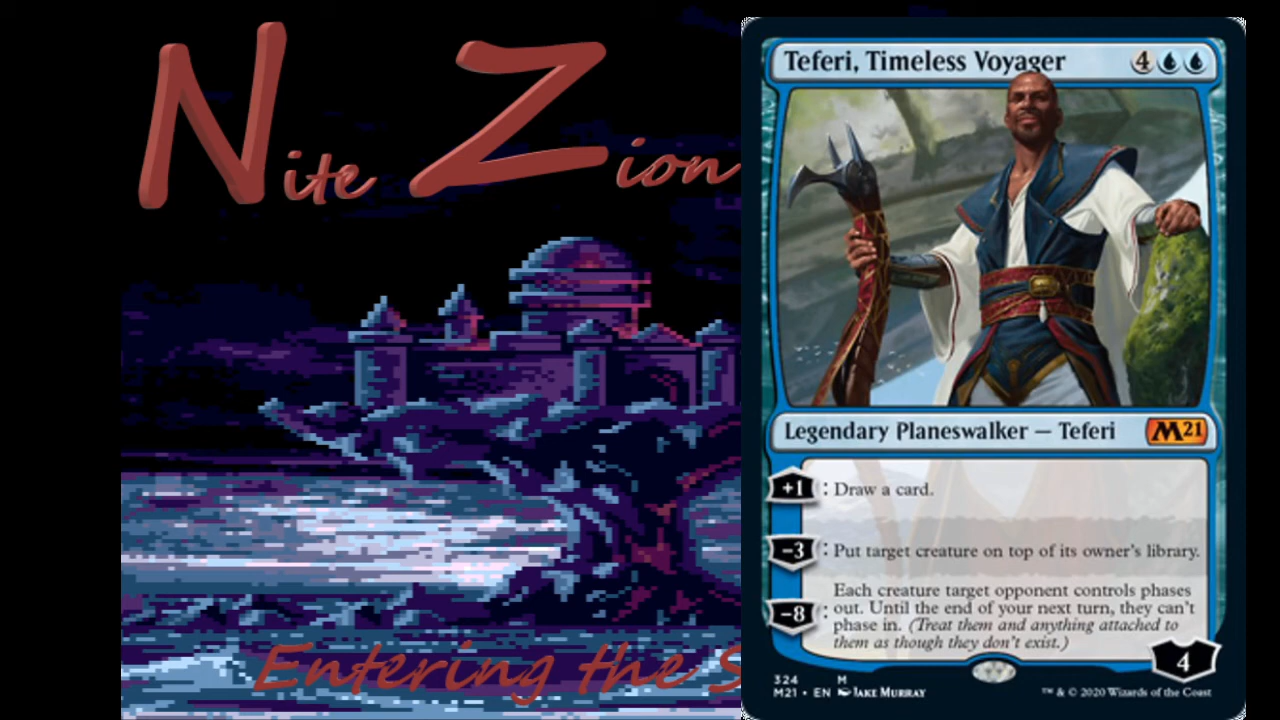 Nite Zion
Entering the S
Teferi, Timeless Voyager 4
Legendary Planeswalker — Teferi M21
+1: Draw a card.
−3: Put target creature on top of its owner's library.
Each creature target opponent controls phases
−8: out. Until the end of your next turn, they can't
phase in. (Treat them and anything attached to
them as though they don't exist.)
4
324 M
M21 • EN Jake Murray ™ & © 2020 Wizards of the Coast